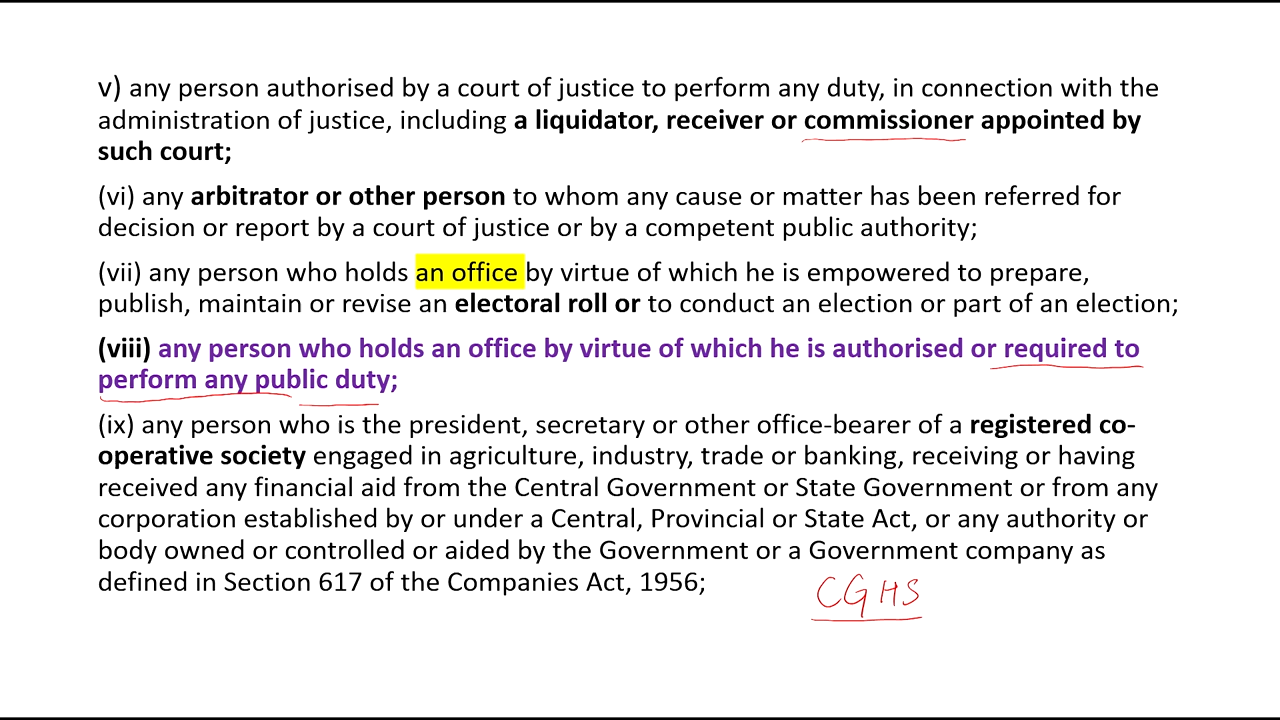 v) any person authorised by a court of justice to perform any duty, in connection with the
administration of justice, including a liquidator, receiver or commissioner appointed by
such court;
(vi) any arbitrator or other person to whom any cause or matter has been referred for
decision or report by a court of justice or by a competent public authority;
(vii) any person who holds an office by virtue of which he is empowered to prepare,
publish, maintain or revise an electoral roll or to conduct an election or part of an election;
(viii) any person who holds an office by virtue of which he is authorised or required to
perform any public duty;
(ix) any person who is the president, secretary or other office-bearer of a registered co-
operative society engaged in agriculture, industry, trade or banking, receiving or having
received any financial aid from the Central Government or State Government or from any
corporation established by or under a Central, Provincial or State Act, or any authority or
body owned or controlled or aided by the Government or a Government company as
defined in Section 617 of the Companies Act, 1956;
CGHS